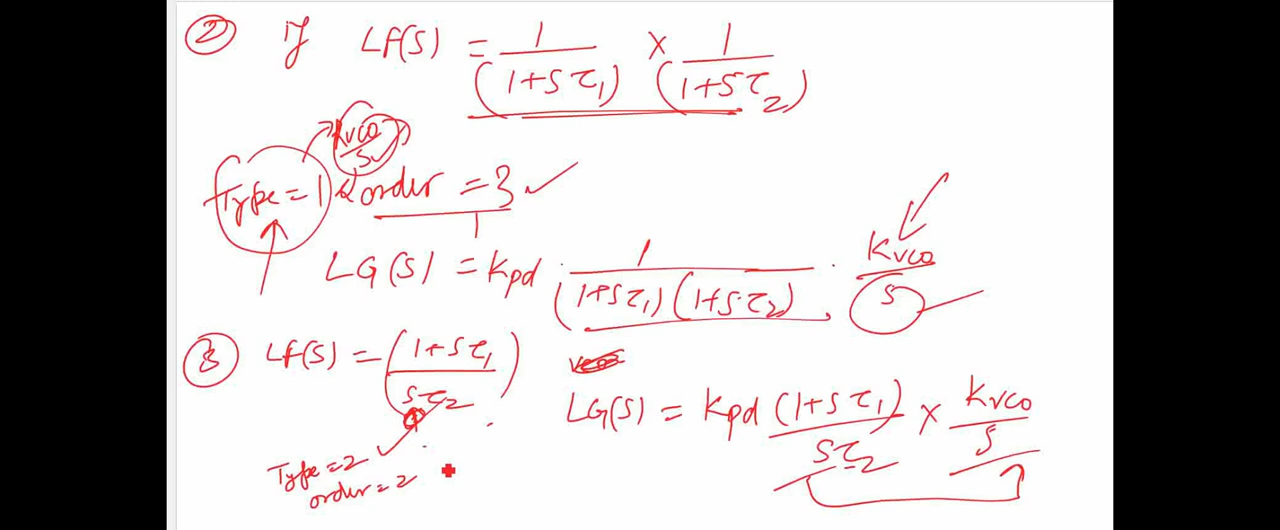 ② If LF(S) = 1/(1+Sτ1) × 1/(1+Sτ2)
Kvco/S
Type = 1 & order = 3 ✓
LG(S) = Kpd · 1/((1+Sτ1)(1+Sτ2)) · Kvco/S
③ LF(S) = ((1+Sτ1)/(Sτ2))
LG(S) = Kpd (1+Sτ1)/(Sτ2) × Kvco/S
Type = 2
order = 2